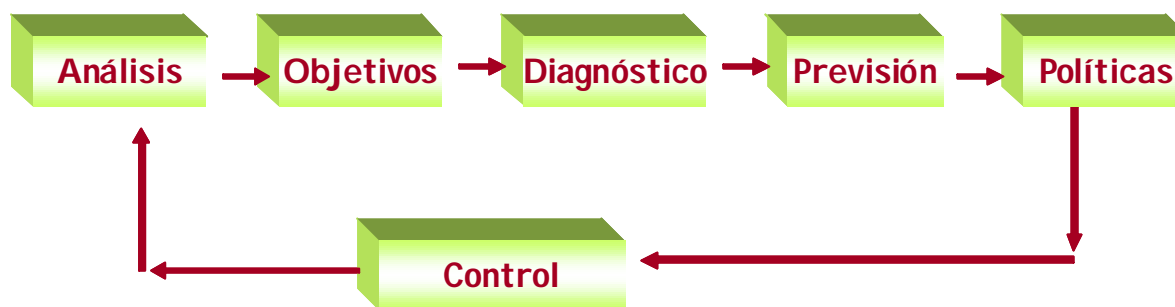 Análisis
Objetivos
Diagnóstico
Previsión
Políticas
Control